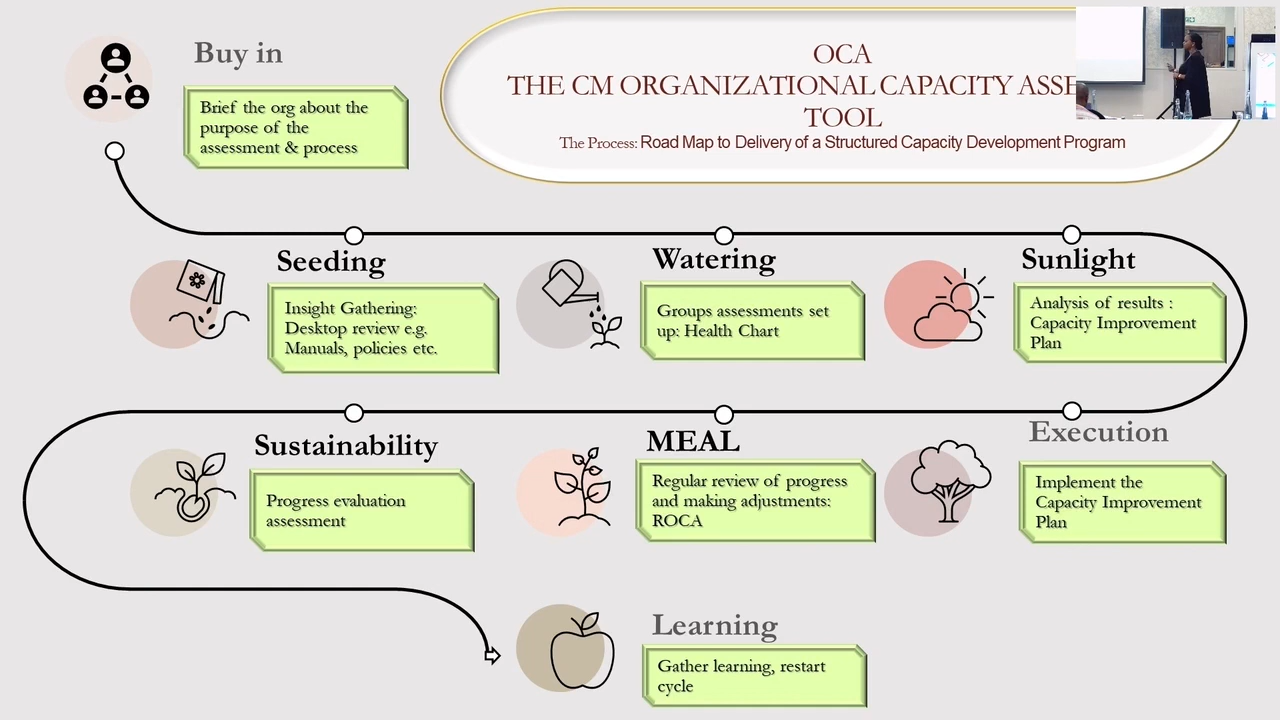 Buy in
Brief the org about the
purpose of the
assessment & process
OCA
THE CM ORGANIZATIONAL CAPACITY ASSE
TOOL
The Process: Road Map to Delivery of a Structured Capacity Development Program
Seeding
Insight Gathering:
Desktop review e.g.
Manuals, policies etc.
Watering
Groups assessments set
up: Health Chart
Sunlight
Analysis of results :
Capacity Improvement
Plan
Execution
Implement the
Capacity Improvement
Plan
MEAL
Regular review of progress
and making adjustments:
ROCA
Sustainability
Progress evaluation
assessment
Learning
Gather learning, restart
cycle